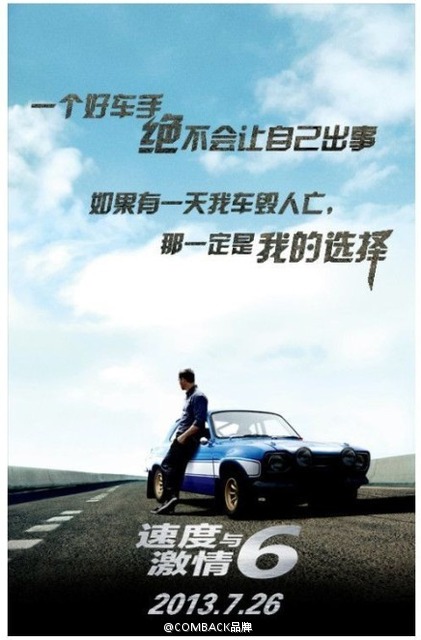 一个好车手
绝不会让自己出事
如果有一天我车毁人亡，
那一定是我的选择
速度与
激情6
2013.7.26
@COMBACK品牌